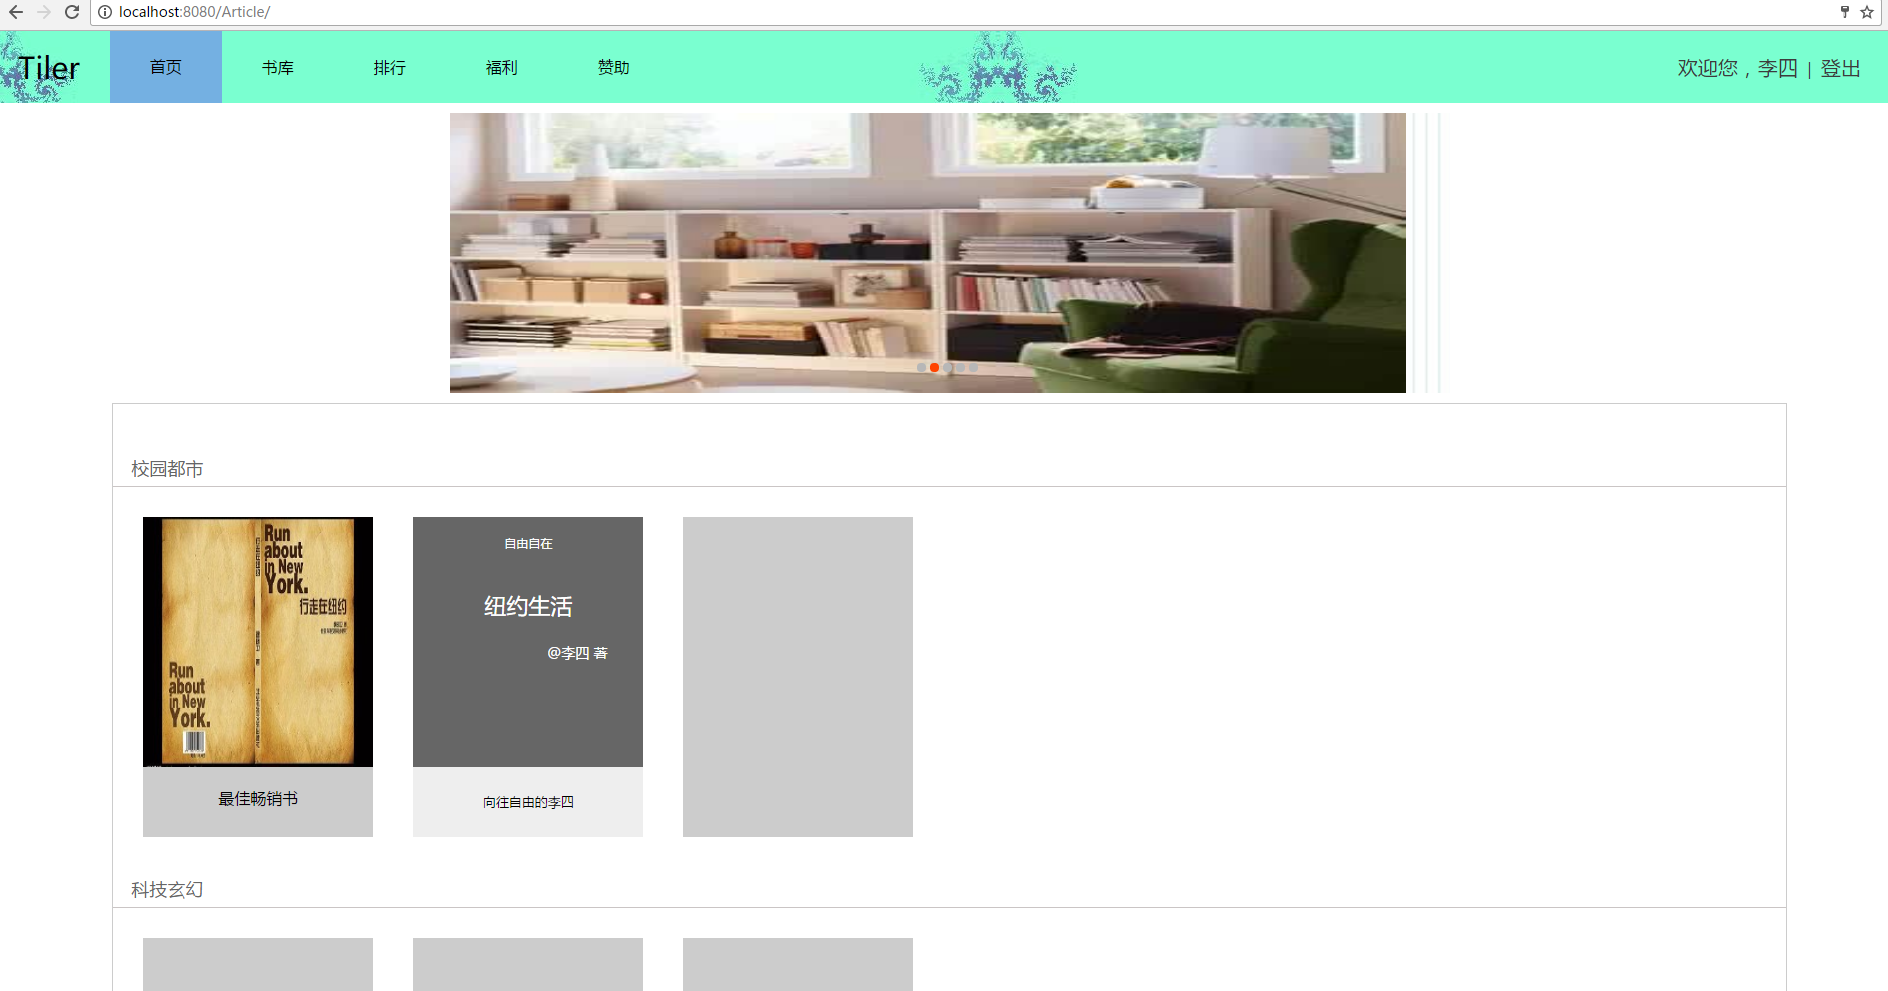 localhost:8080/Article/
Tiler
首页
书库
排行
福利
赞助
欢迎您，李四 | 登出
校园都市
Run
about
in New
York.
行走在纽约
Run
about
in New
York.
最佳畅销书
自由自在
纽约生活
@李四 著
向往自由的李四
科技玄幻